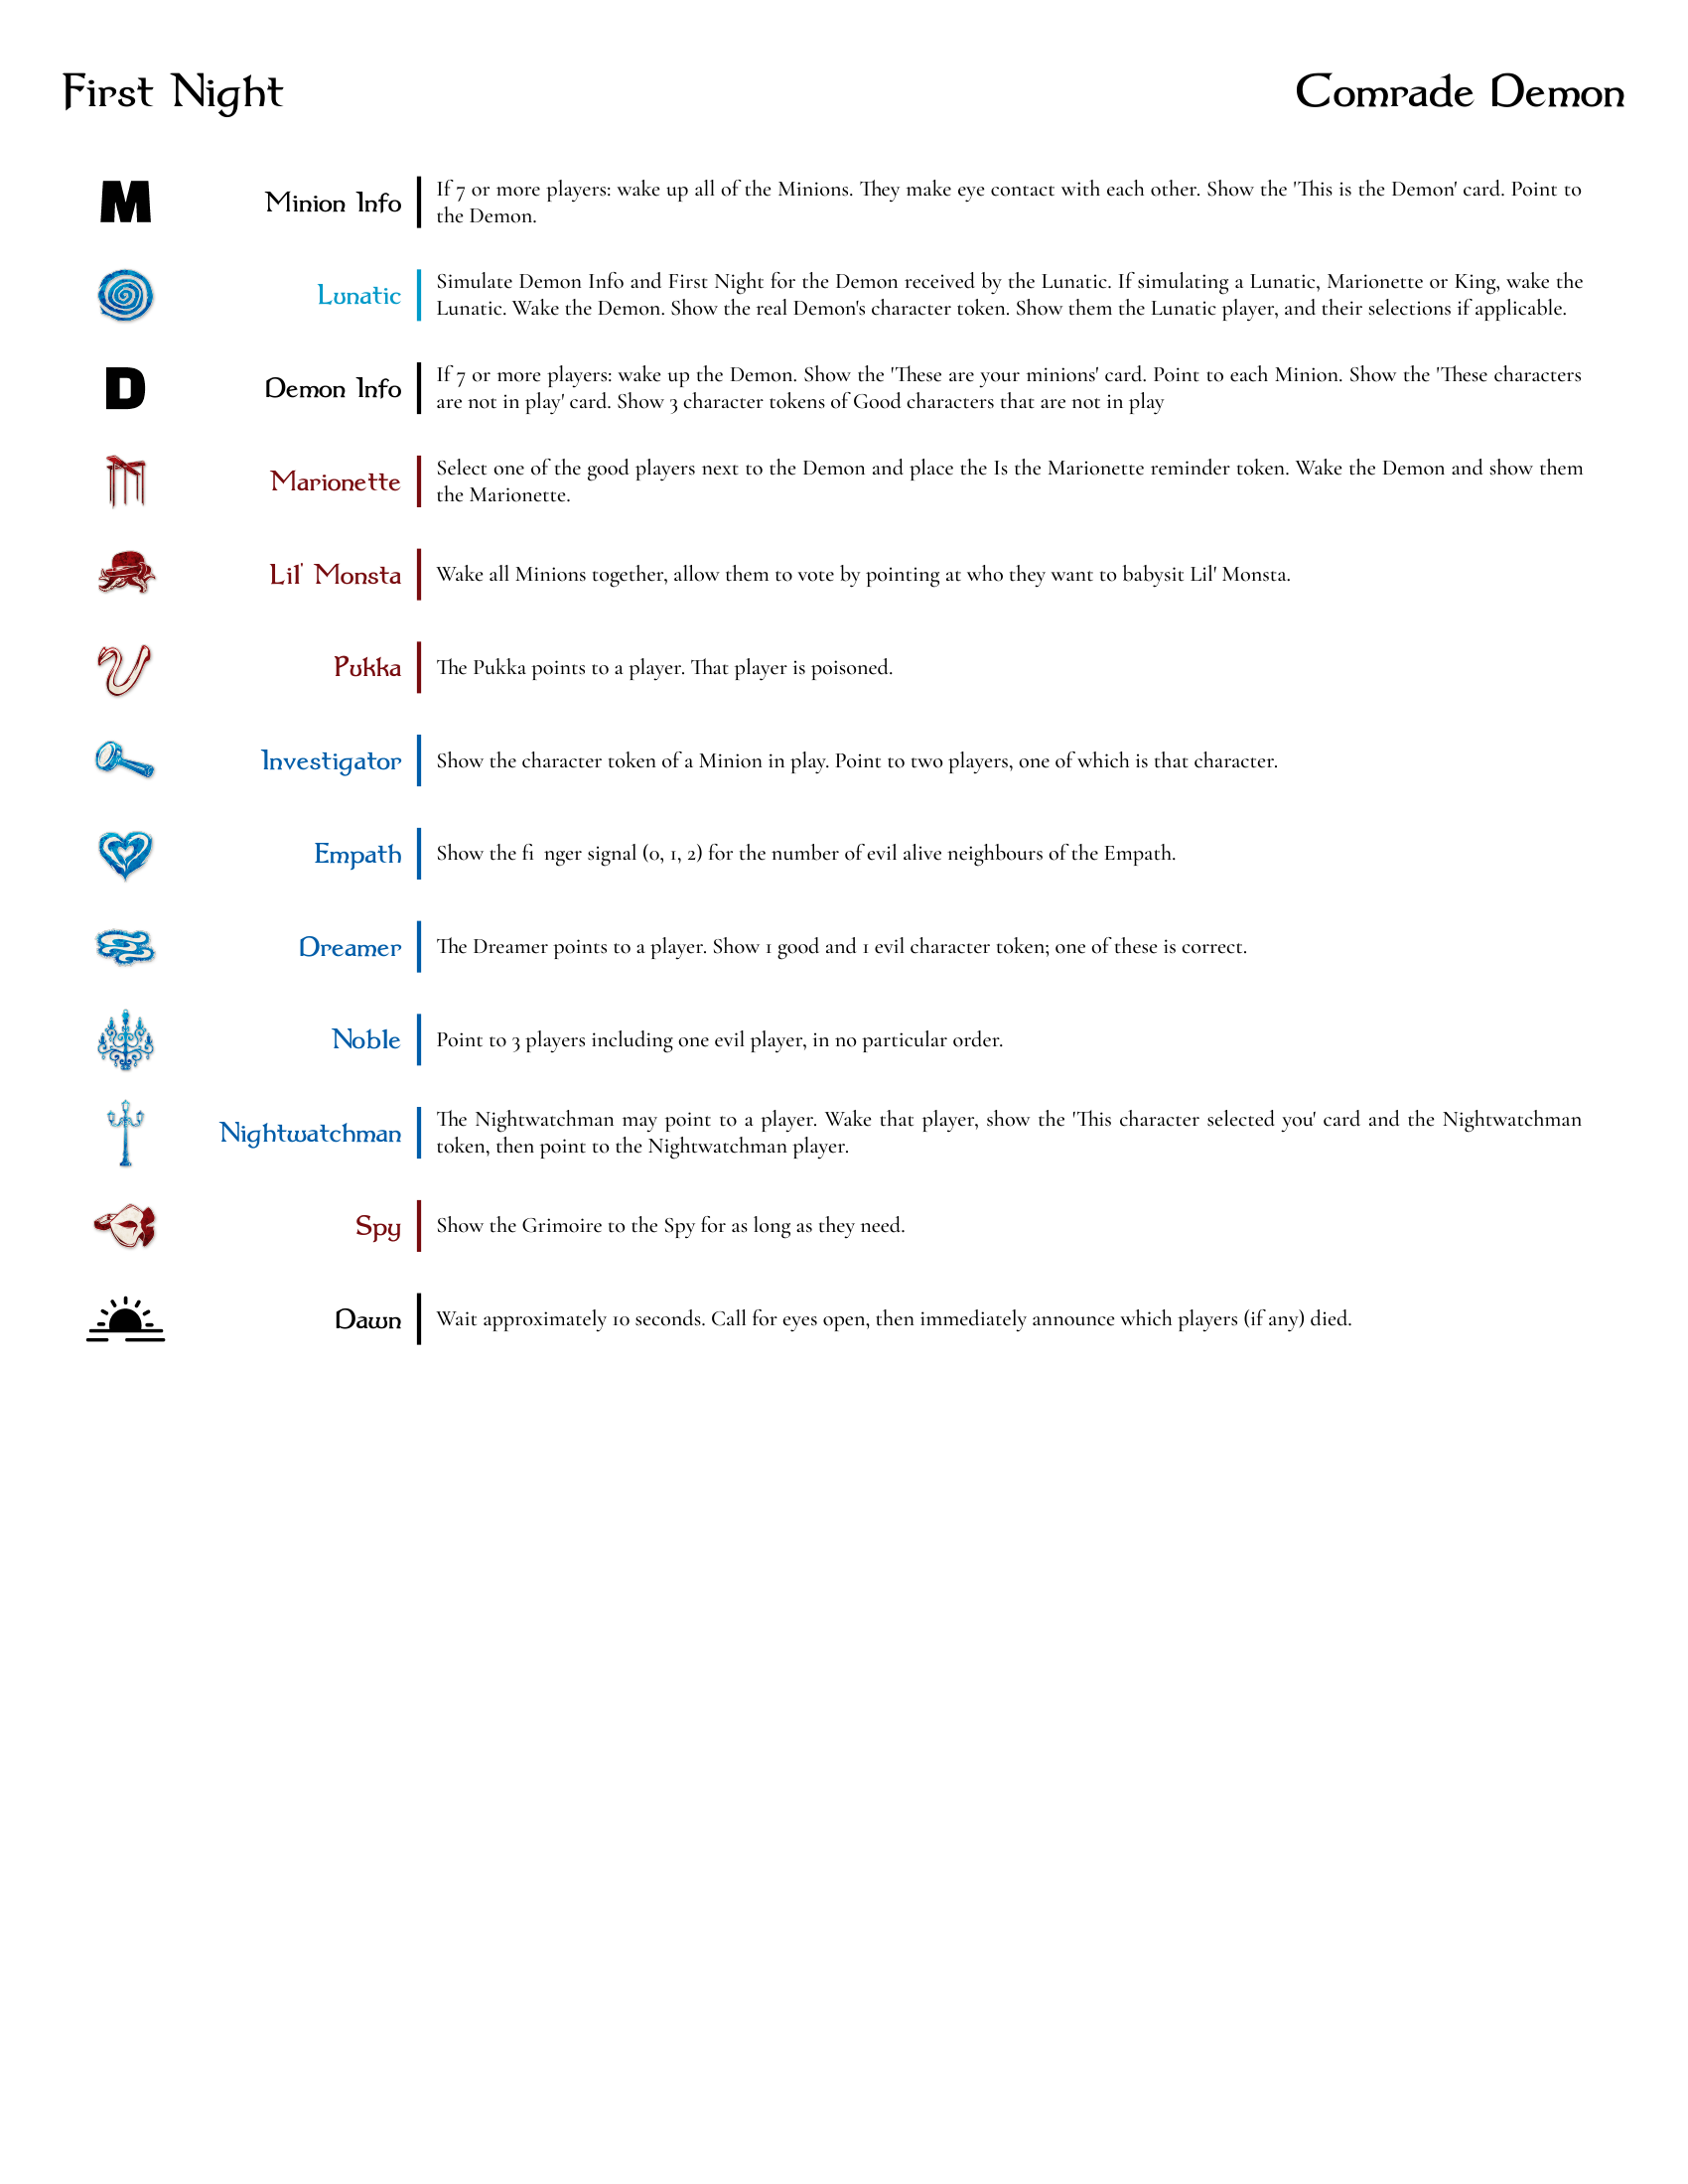 First Night
Comrade Demon
M
Minion Info
If 7 or more players: wake up all of the Minions. They make eye contact with each other. Show the 'This is the Demon' card. Point to
the Demon.
Lunatic
Simulate Demon Info and First Night for the Demon received by the Lunatic. If simulating a Lunatic, Marionette or King, wake the
Lunatic. Wake the Demon. Show the real Demon's character token. Show them the Lunatic player, and their selections if applicable.
D
Demon Info
If 7 or more players: wake up the Demon. Show the 'These are your minions' card. Point to each Minion. Show the 'These characters
are not in play' card. Show 3 character tokens of Good characters that are not in play
Marionette
Select one of the good players next to the Demon and place the Is the Marionette reminder token. Wake the Demon and show them
the Marionette.
Lil' Monsta
Wake all Minions together, allow them to vote by pointing at who they want to babysit Lil' Monsta.
Pukka
The Pukka points to a player. That player is poisoned.
Investigator
Show the character token of a Minion in play. Point to two players, one of which is that character.
Empath
Show the fi nger signal (0, 1, 2) for the number of evil alive neighbours of the Empath.
Dreamer
The Dreamer points to a player. Show 1 good and 1 evil character token; one of these is correct.
Noble
Point to 3 players including one evil player, in no particular order.
Nightwatchman
The Nightwatchman may point to a player. Wake that player, show the 'This character selected you' card and the Nightwatchman
token, then point to the Nightwatchman player.
Spy
Show the Grimoire to the Spy for as long as they need.
Dawn
Wait approximately 10 seconds. Call for eyes open, then immediately announce which players (if any) died.